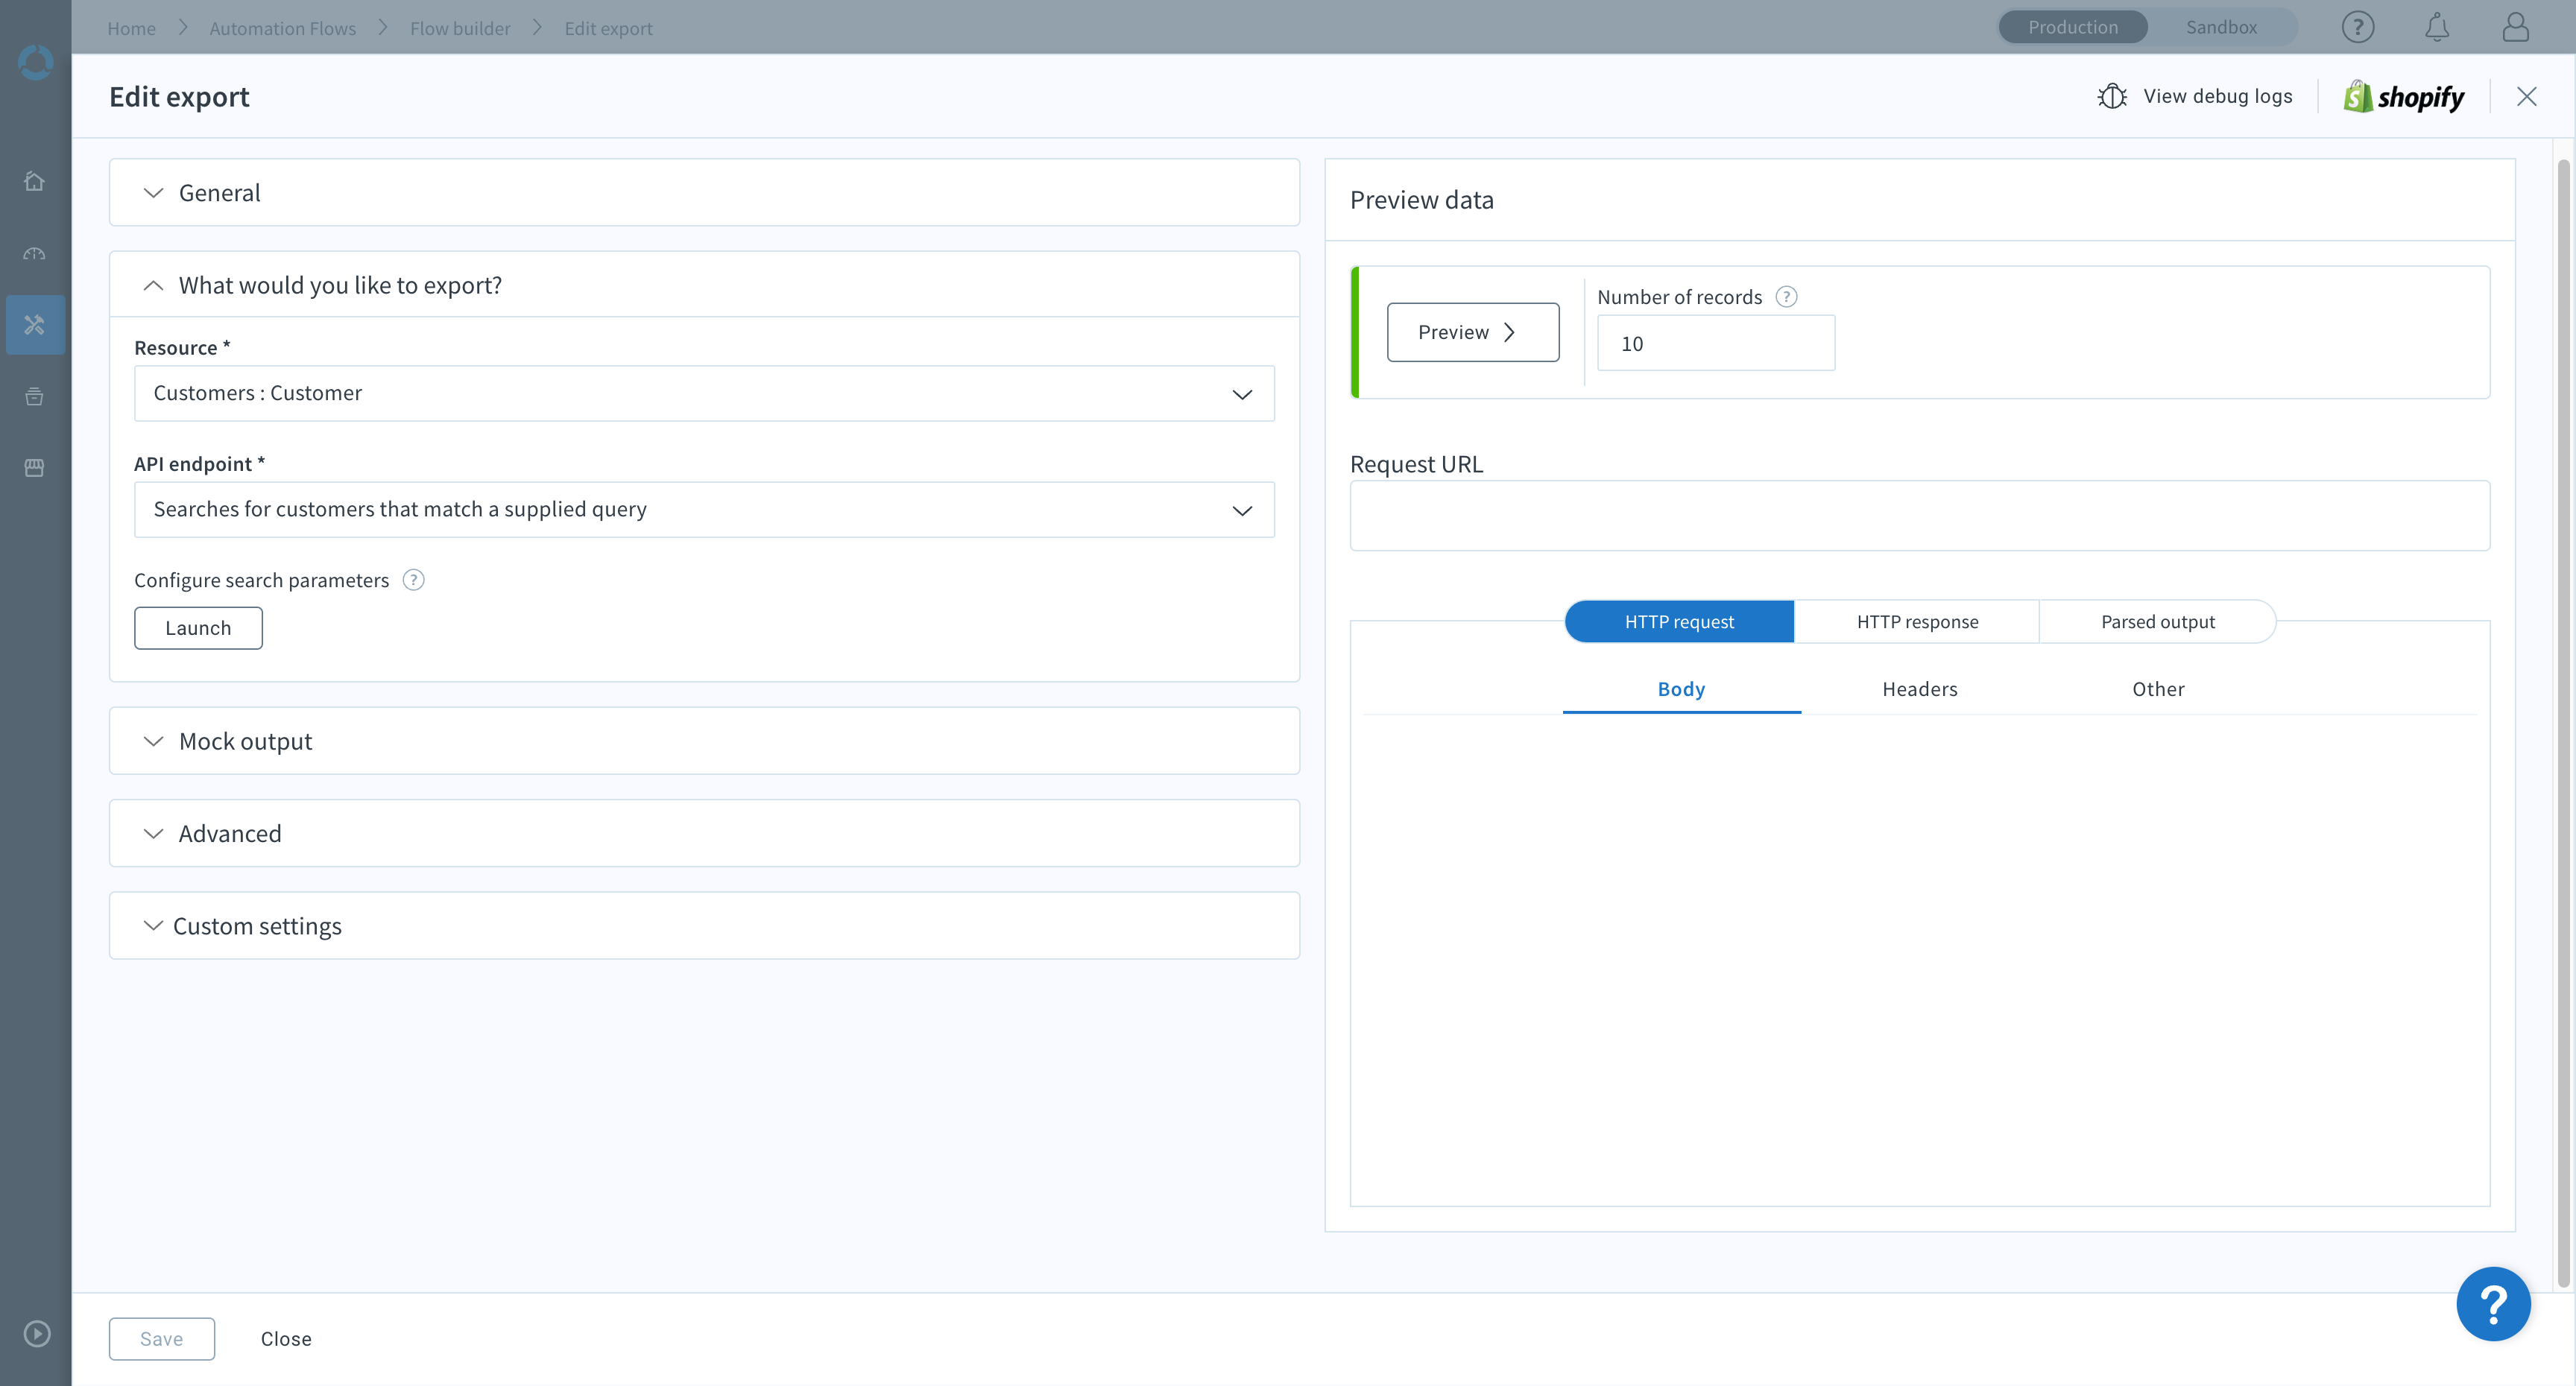 Home Automation Flows Flow builder Edit export
Production Sandbox ?
Edit export
View debug logs
shopify
General
What would you like to export?
Resource *
Customers : Customer
API endpoint *
Searches for customers that match a supplied query
Configure search parameters ?
Launch
Mock output
Advanced
Custom settings
Preview data
Preview
Number of records ?
10
Request URL
HTTP request HTTP response Parsed output
Body Headers Other
?
Save Close